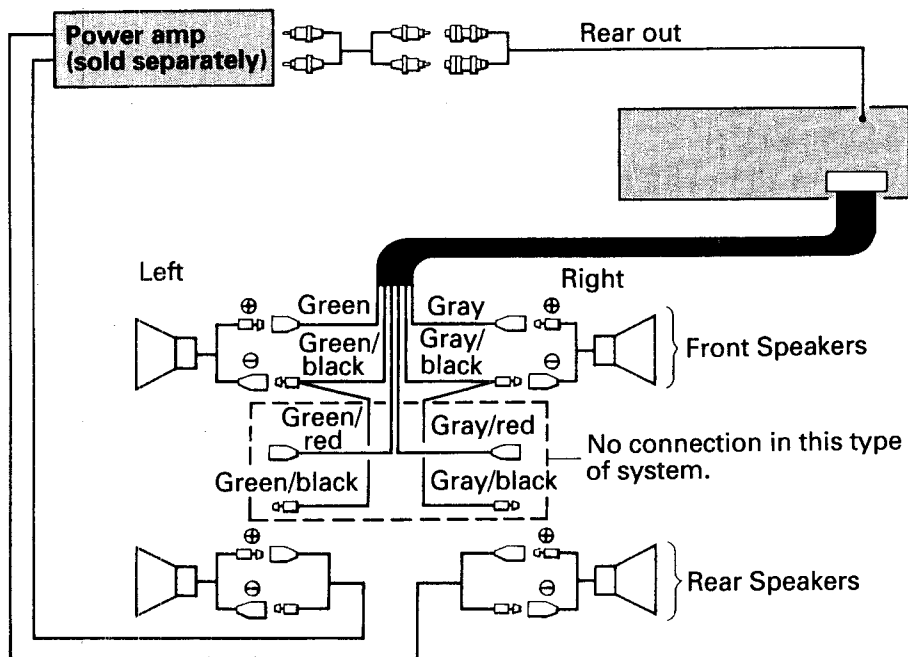 Power amp
(sold separately)
Rear out
Left
Right
⊕
Green
Gray
⊕
⊖
Green/
black
Gray/
black
⊖
Front Speakers
Green/
red
Gray/red
No connection in this type
of system.
Green/black
Gray/black
⊕
⊕
⊖
⊖
Rear Speakers